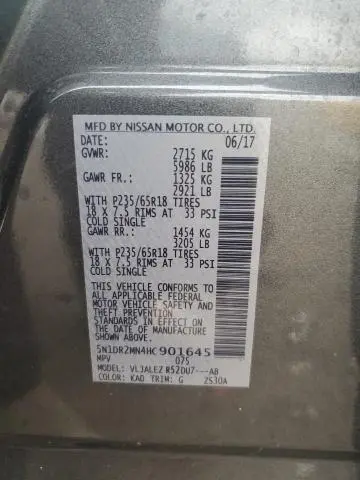 MFD BY NISSAN MOTOR CO., LTD.
DATE: 06/17
GVWR: 2715 KG
5986 LB
GAWR FR.: 1325 KG
2921 LB
WITH P235/65R18 TIRES
18 X 7.5 RIMS AT 33 PSI
COLD SINGLE
GAWR RR.: 1454 KG
3205 LB
WITH P235/65R18 TIRES
18 X 7.5 RIMS AT 33 PSI
COLD SINGLE
THIS VEHICLE CONFORMS TO
ALL APPLICABLE U.S. FEDERAL
MOTOR VEHICLE SAFETY AND
THEFT PREVENTION
STANDARDS IN EFFECT ON
THE DATE OF MANUFACTURE
SHOWN ABOVE.
5N1DR2MN4HC901645
MPV 075
MODEL: VLJALEZ R52DU7---AB
COLOR: KAD TRIM: G ZS30A